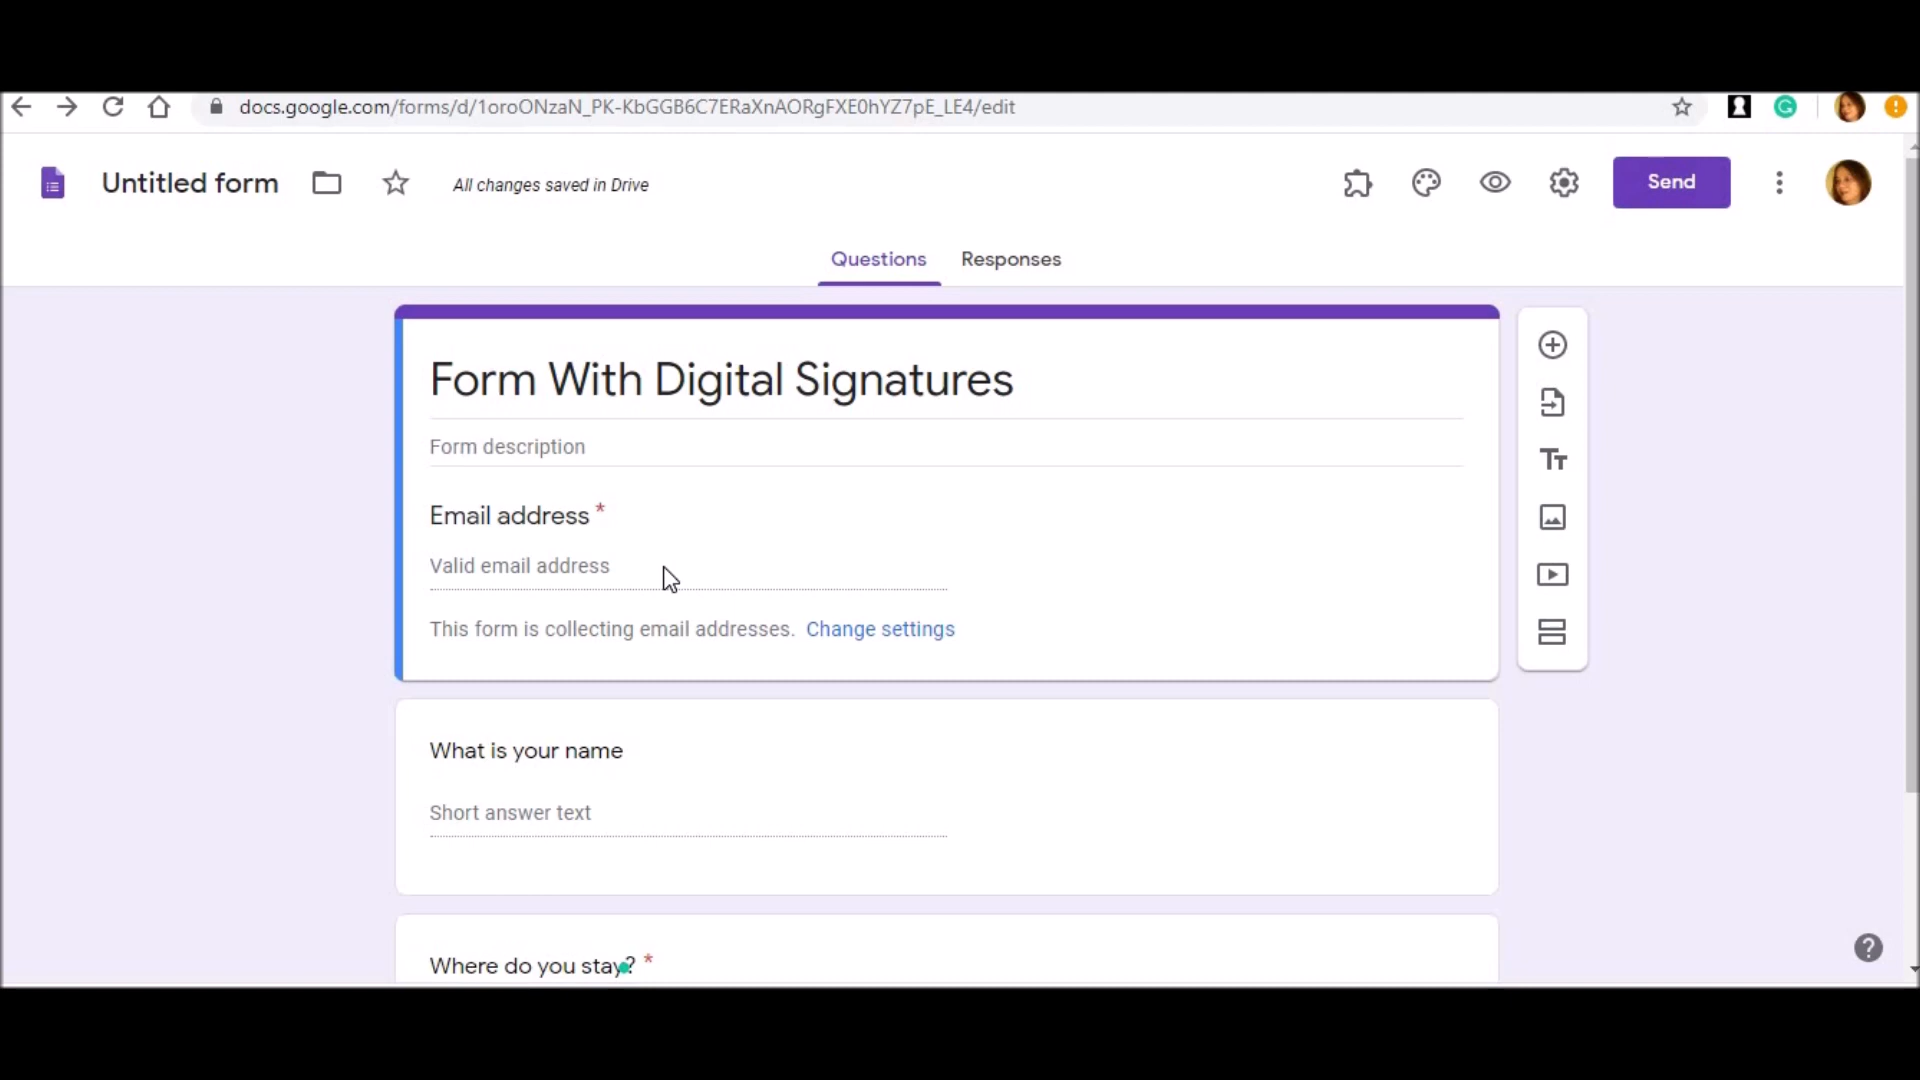 docs.google.com/forms/d/1oroONzaN_PK-KbGGB6C7ERaXnAORgFXE0hYZ7pE_LE4/edit
Untitled form
All changes saved in Drive
Send
Questions
Responses
Form With Digital Signatures
Form description
Email address *
Valid email address
This form is collecting email addresses. Change settings
What is your name
Short answer text
Where do you stay? *